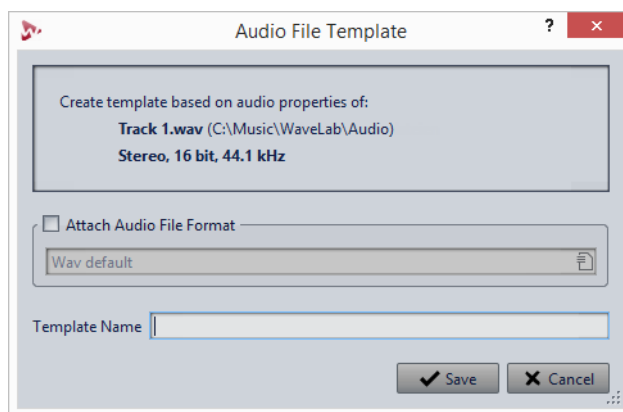 Audio File Template
?
Create template based on audio properties of:
Track 1.wav (C:\Music\WaveLab\Audio)
Stereo, 16 bit, 44.1 kHz
Attach Audio File Format
Wav default
Template Name
Save
Cancel